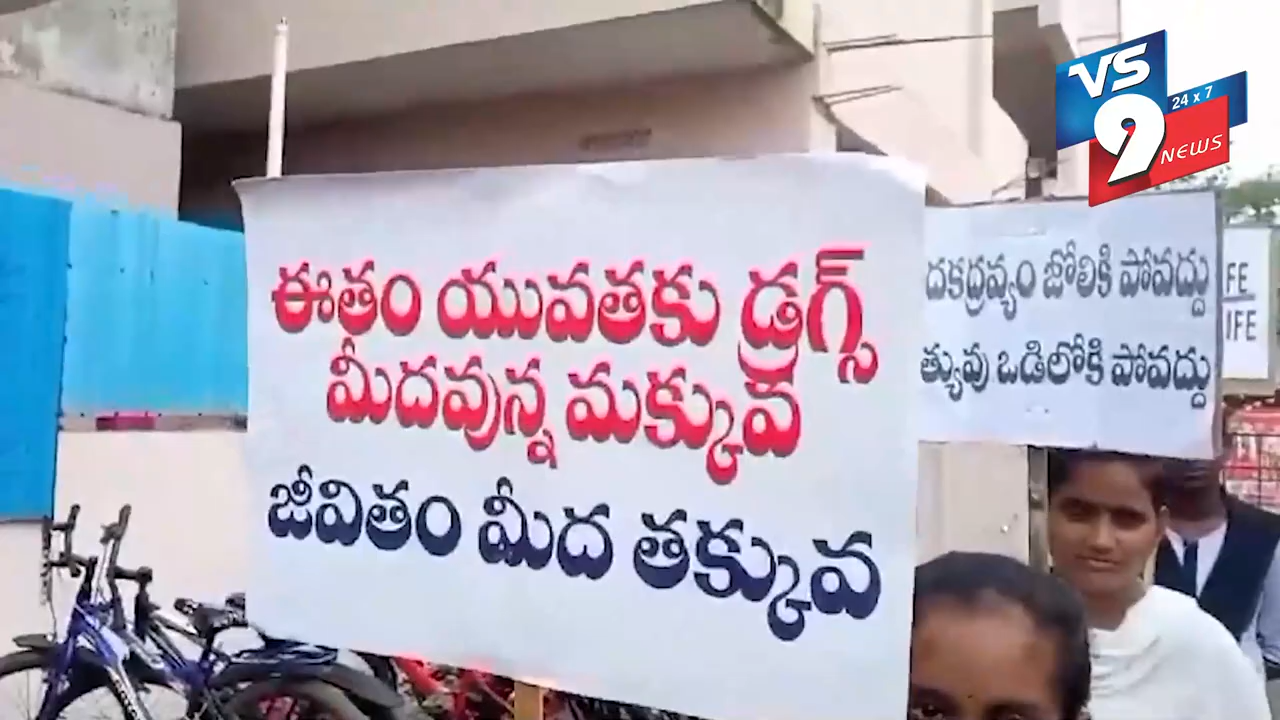 ఈతం యువతకు డ్రగ్స్
మీదవున్న మక్కువ
జీవితం మీద తక్కువ
దకద్రవ్యం జోలికి పోవద్దు
త్యువు ఒడిలోకి పోవద్దు
FE
IFE
VS
9
24 x 7
NEWS